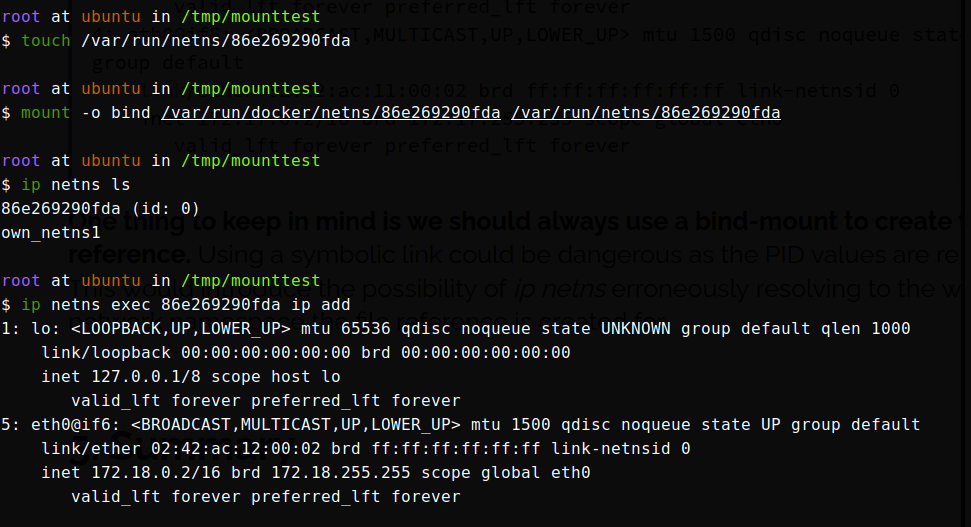 root at ubuntu in /tmp/mounttest
$ touch /var/run/netns/86e269290fda
root at ubuntu in /tmp/mounttest
$ mount -o bind /var/run/docker/netns/86e269290fda /var/run/netns/86e269290fda
root at ubuntu in /tmp/mounttest
$ ip netns ls
86e269290fda (id: 0)
own_netns1
root at ubuntu in /tmp/mounttest
$ ip netns exec 86e269290fda ip add
1: lo: <LOOPBACK,UP,LOWER_UP> mtu 65536 qdisc noqueue state UNKNOWN group default qlen 1000
link/loopback 00:00:00:00:00:00 brd 00:00:00:00:00:00
inet 127.0.0.1/8 scope host lo
valid_lft forever preferred_lft forever
5: eth0@if6: <BROADCAST,MULTICAST,UP,LOWER_UP> mtu 1500 qdisc noqueue state UP group default
link/ether 02:42:ac:12:00:02 brd ff:ff:ff:ff:ff:ff link-netnsid 0
inet 172.18.0.2/16 brd 172.18.255.255 scope global eth0
valid_lft forever preferred_lft forever